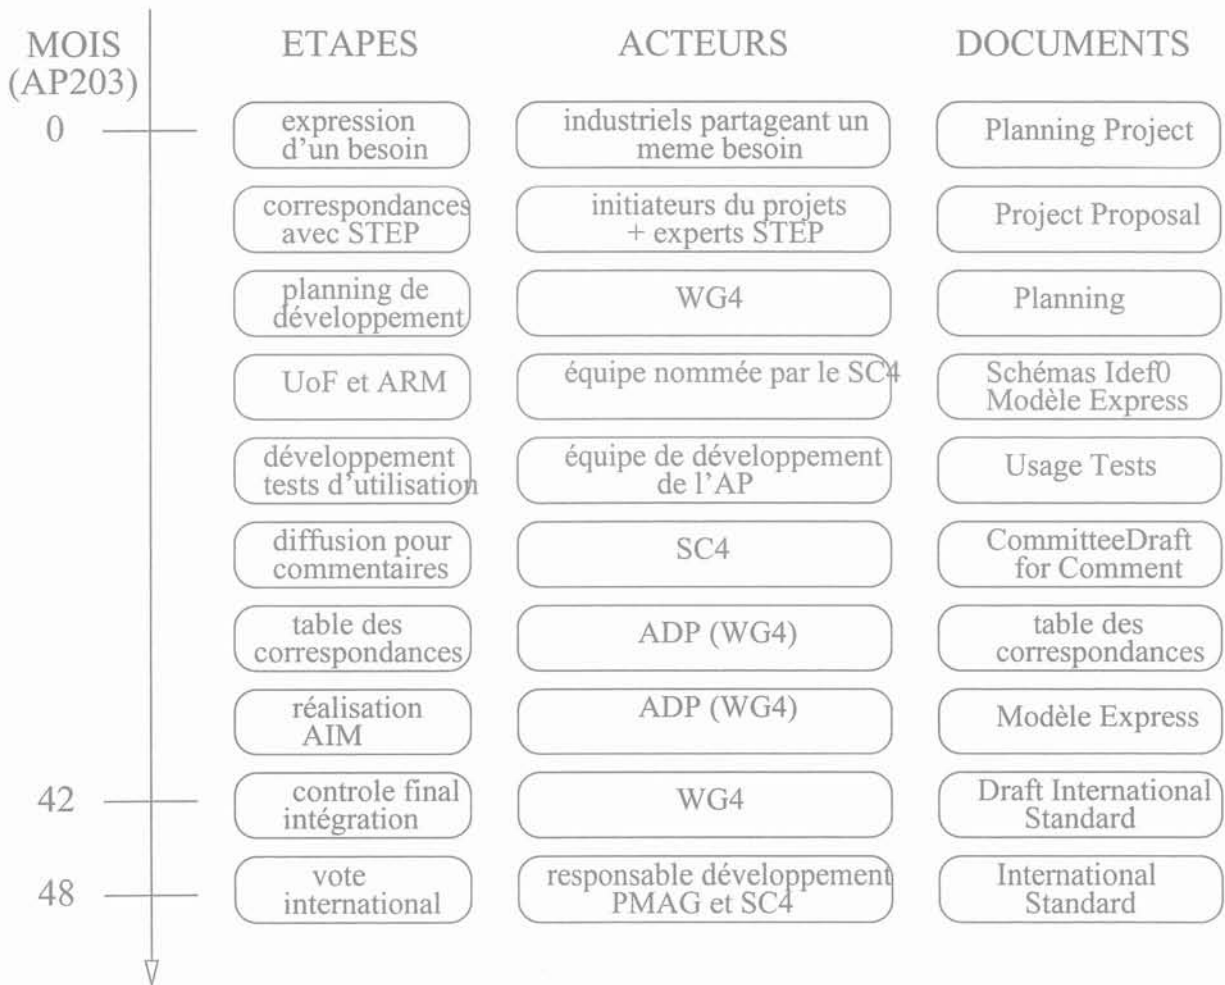 MOIS
(AP203)
ETAPES
ACTEURS
DOCUMENTS
0
expression
d'un besoin
industriels partageant un
meme besoin
Planning Project
correspondances
avec STEP
initiateurs du projets
+ experts STEP
Project Proposal
planning de
développement
WG4
Planning
UoF et ARM
équipe nommée par le SC4
Schémas Idef0
Modèle Express
développement
tests d'utilisation
équipe de développement
de l'AP
Usage Tests
diffusion pour
commentaires
SC4
CommitteeDraft
for Comment
table des
correspondances
ADP (WG4)
table des
correspondances
réalisation
AIM
ADP (WG4)
Modèle Express
42
controle final
intégration
WG4
Draft International
Standard
48
vote
international
responsable développement
PMAG et SC4
International
Standard